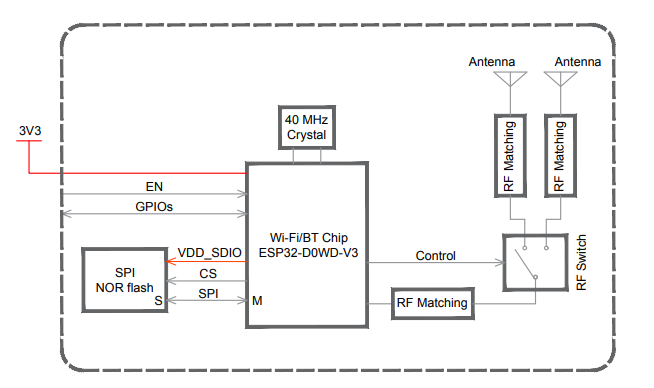 Antenna
Antenna
40 MHz
Crystal
3V3
RF Matching
RF Matching
EN
GPIOs
Wi-Fi/BT Chip
ESP32-D0WD-V3
VDD_SDIO
Control
RF Switch
SPI
NOR flash
CS
SPI
S
M
RF Matching